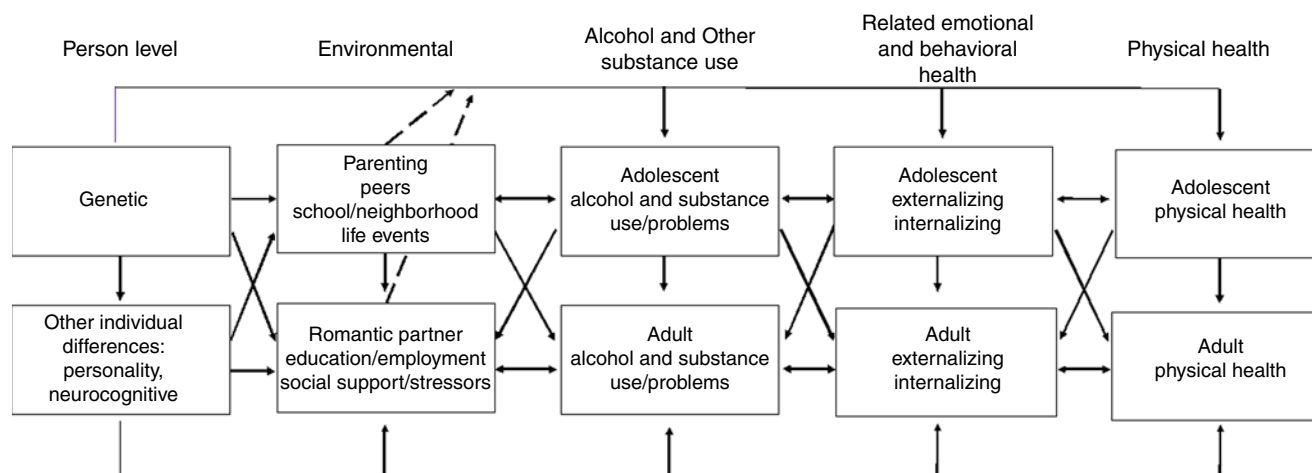 Person level
Environmental
Alcohol and Other
substance use
Related emotional
and behavioral
health
Physical health
Genetic
Parenting
peers
school/neighborhood
life events
Adolescent
alcohol and substance
use/problems
Adolescent
externalizing
internalizing
Adolescent
physical health
Other individual
differences:
personality,
neurocognitive
Romantic partner
education/employment
social support/stressors
Adult
alcohol and substance
use/problems
Adult
externalizing
internalizing
Adult
physical health